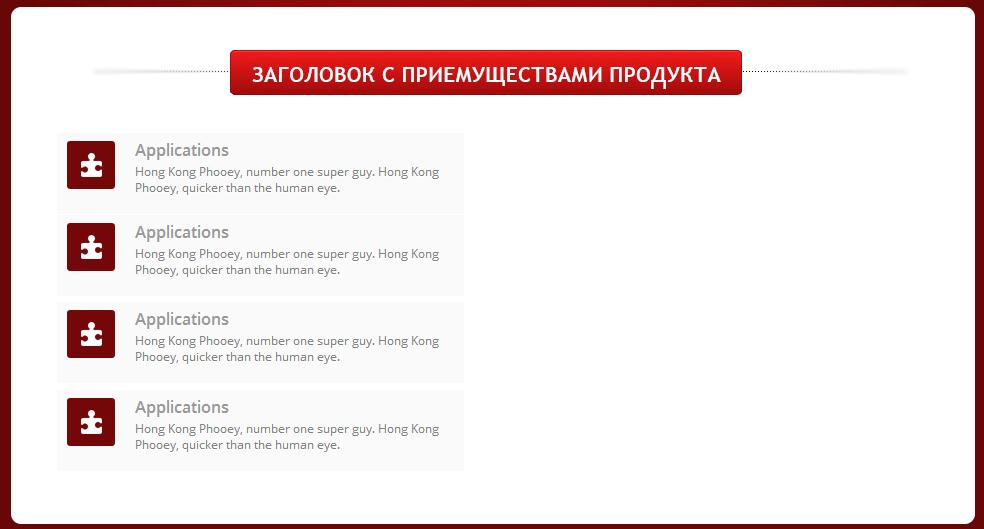 ЗАГОЛОВОК С ПРИЕМУЩЕСТВАМИ ПРОДУКТА
Applications
Hong Kong Phooey, number one super guy. Hong Kong
Phooey, quicker than the human eye.
Applications
Hong Kong Phooey, number one super guy. Hong Kong
Phooey, quicker than the human eye.
Applications
Hong Kong Phooey, number one super guy. Hong Kong
Phooey, quicker than the human eye.
Applications
Hong Kong Phooey, number one super guy. Hong Kong
Phooey, quicker than the human eye.